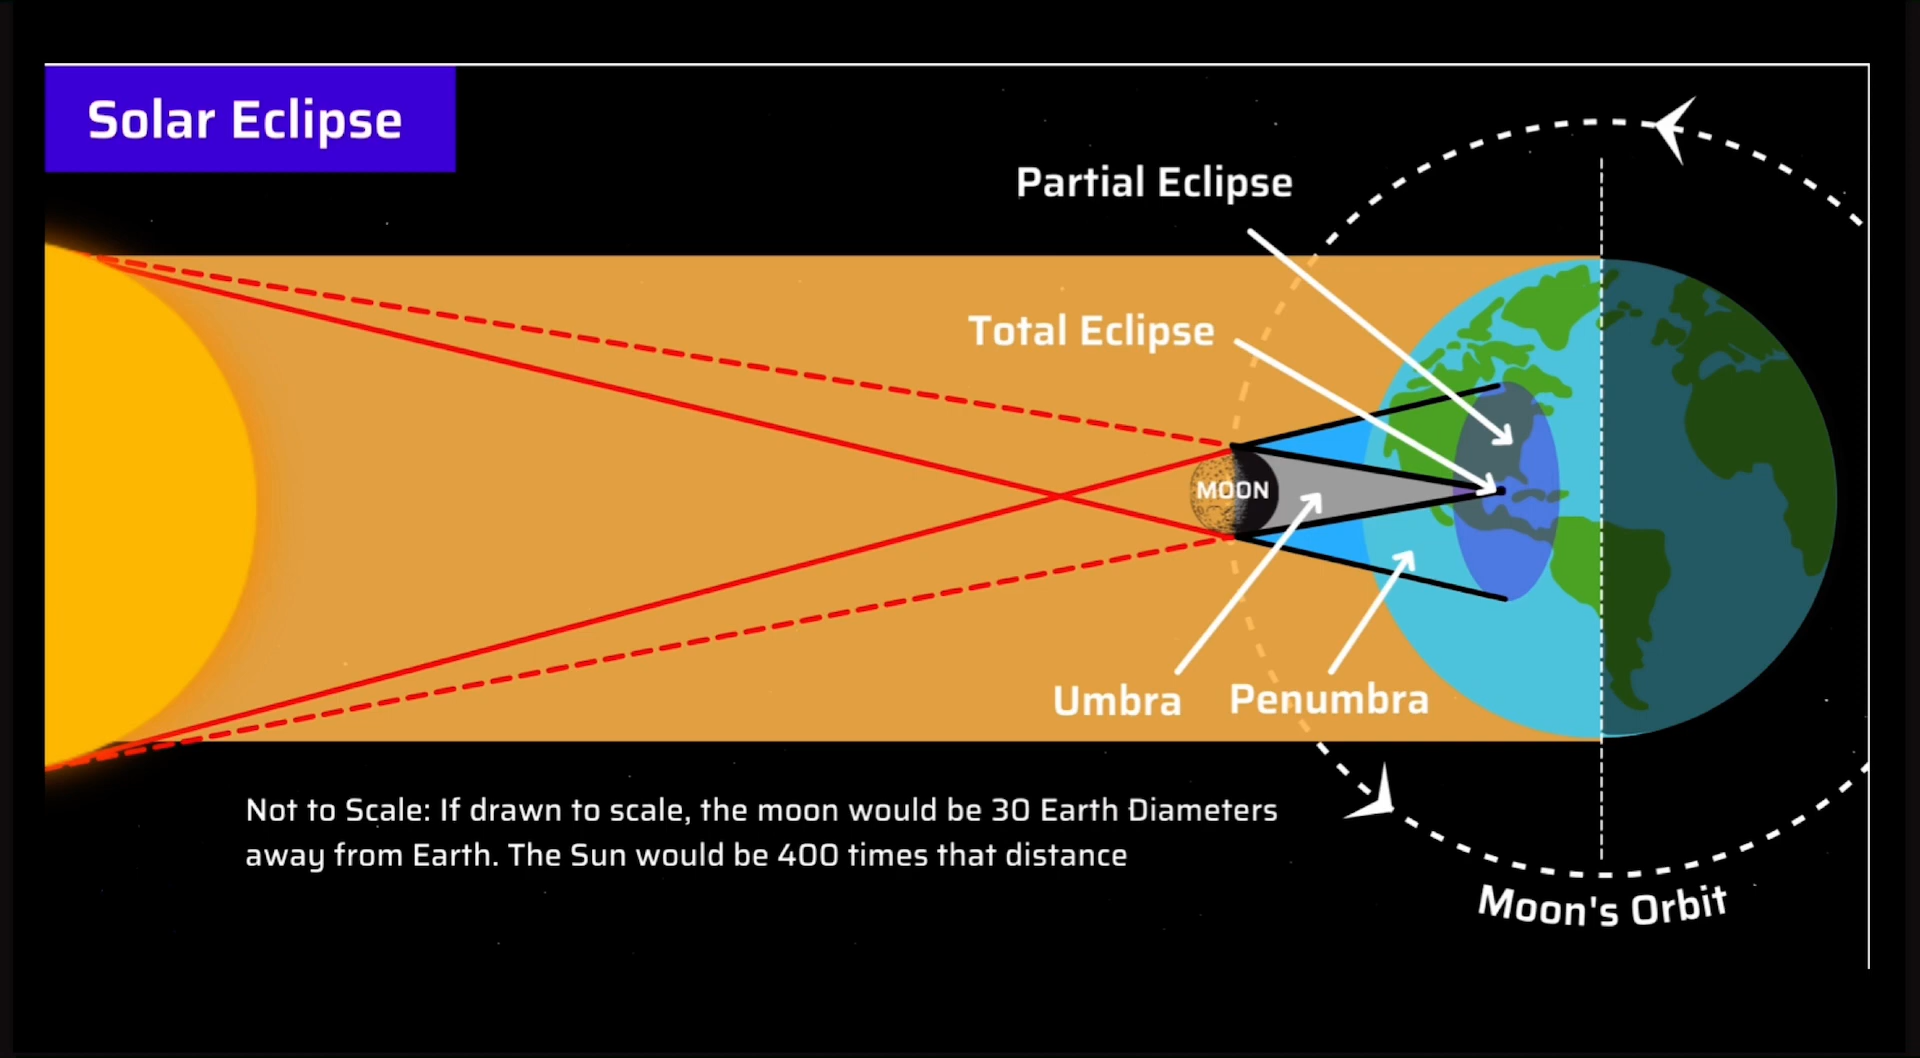 Solar Eclipse
Partial Eclipse
Total Eclipse
MOON
Umbra
Penumbra
Not to Scale: If drawn to scale, the moon would be 30 Earth Diameters
away from Earth. The Sun would be 400 times that distance
Moon's Orbit